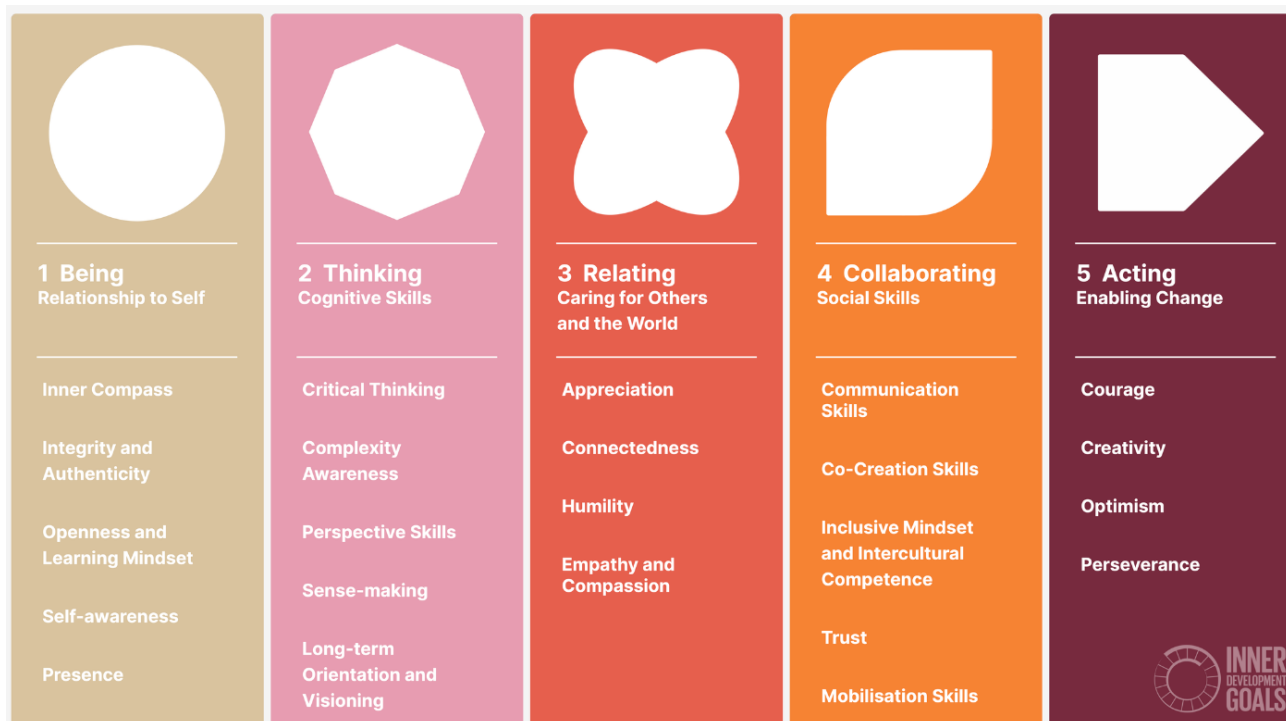 1 Being
Relationship to Self
Inner Compass
Integrity and
Authenticity
Openness and
Learning Mindset
Self-awareness
Presence
2 Thinking
Cognitive Skills
Critical Thinking
Complexity
Awareness
Perspective Skills
Sense-making
Long-term
Orientation and
Visioning
3 Relating
Caring for Others
and the World
Appreciation
Connectedness
Humility
Empathy and
Compassion
4 Collaborating
Social Skills
Communication
Skills
Co-Creation Skills
Inclusive Mindset
and Intercultural
Competence
Trust
Mobilisation Skills
5 Acting
Enabling Change
Courage
Creativity
Optimism
Perseverance
INNER
DEVELOPMENT
GOALS